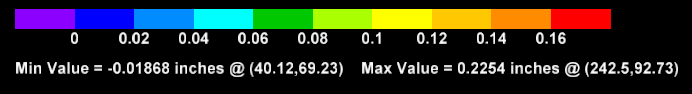 0 0.02 0.04 0.06 0.08 0.1 0.12 0.14 0.16
Min Value = -0.01868 inches @ (40.12,69.23) Max Value = 0.2254 inches @ (242.5,92.73)